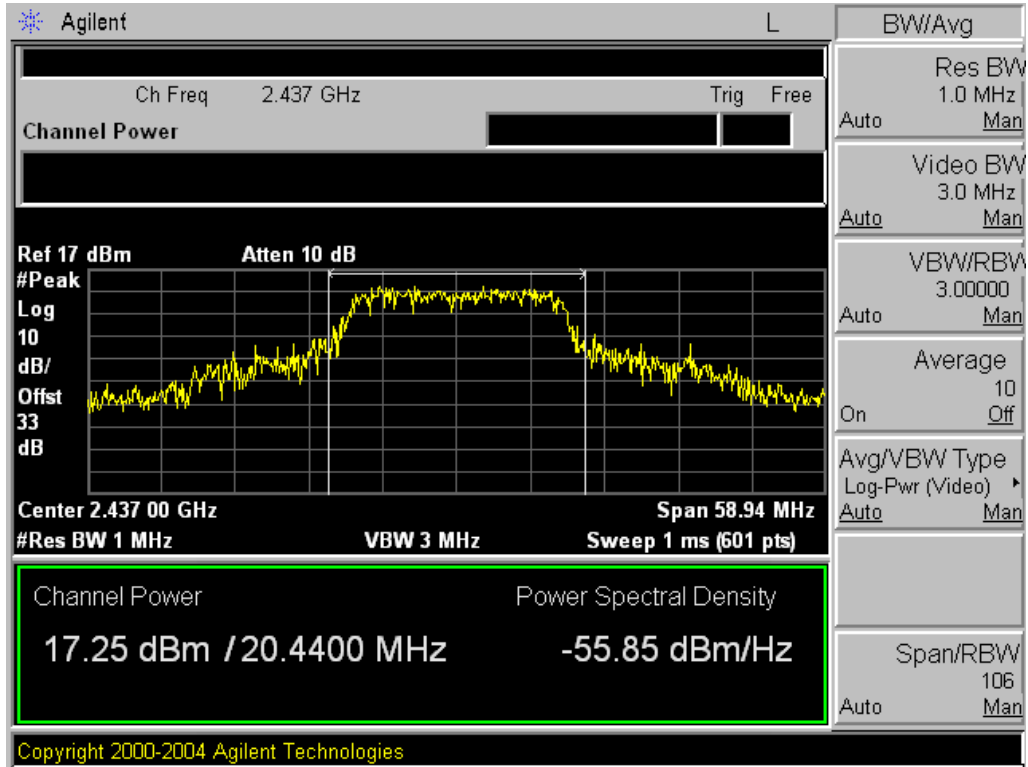 Agilent L
Ch Freq 2.437 GHz Trig Free
Channel Power
Ref 17 dBm Atten 10 dB
#Peak
Log
10
dB/
Offst
33
dB
Center 2.437 00 GHz Span 58.94 MHz
#Res BW 1 MHz VBW 3 MHz Sweep 1 ms (601 pts)
Channel Power Power Spectral Density
17.25 dBm / 20.4400 MHz -55.85 dBm/Hz
Copyright 2000-2004 Agilent Technologies
BW/Avg
Res BW
1.0 MHz
Auto Man
Video BW
3.0 MHz
Auto Man
VBW/RBW
3.00000
Auto Man
Average
10
On Off
Avg/VBW Type
Log-Pwr (Video)
Auto Man
Span/RBW
106
Auto Man